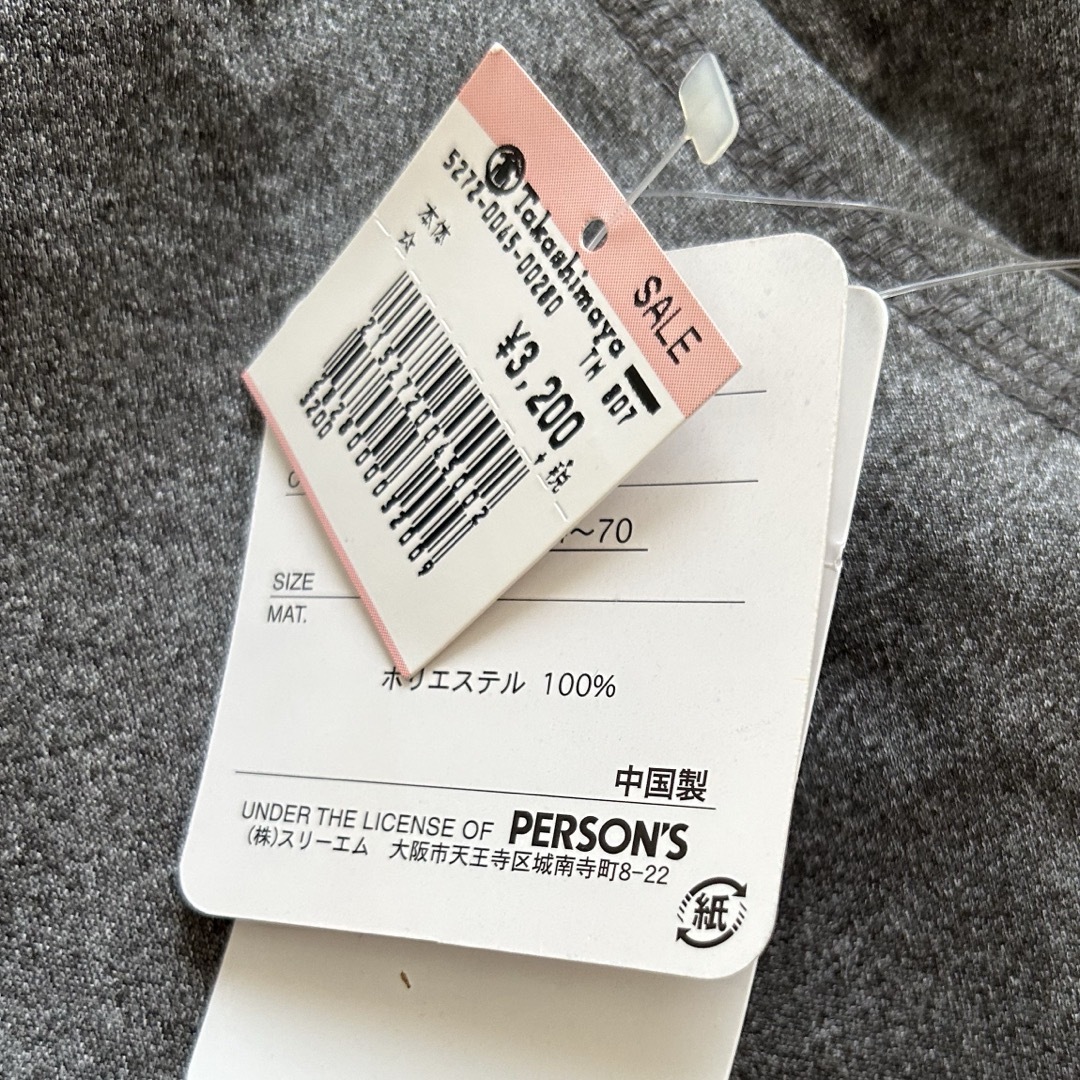 SALE
Takashimaya
5272-0045-00280
TM 807
本体
¥3,200
+税
☆
3200
~70
SIZE
MAT.
ポリエステル 100%
中国製
UNDER THE LICENSE OF PERSON'S
(株)スリーエム 大阪市天王寺区城南寺町8-22
紙